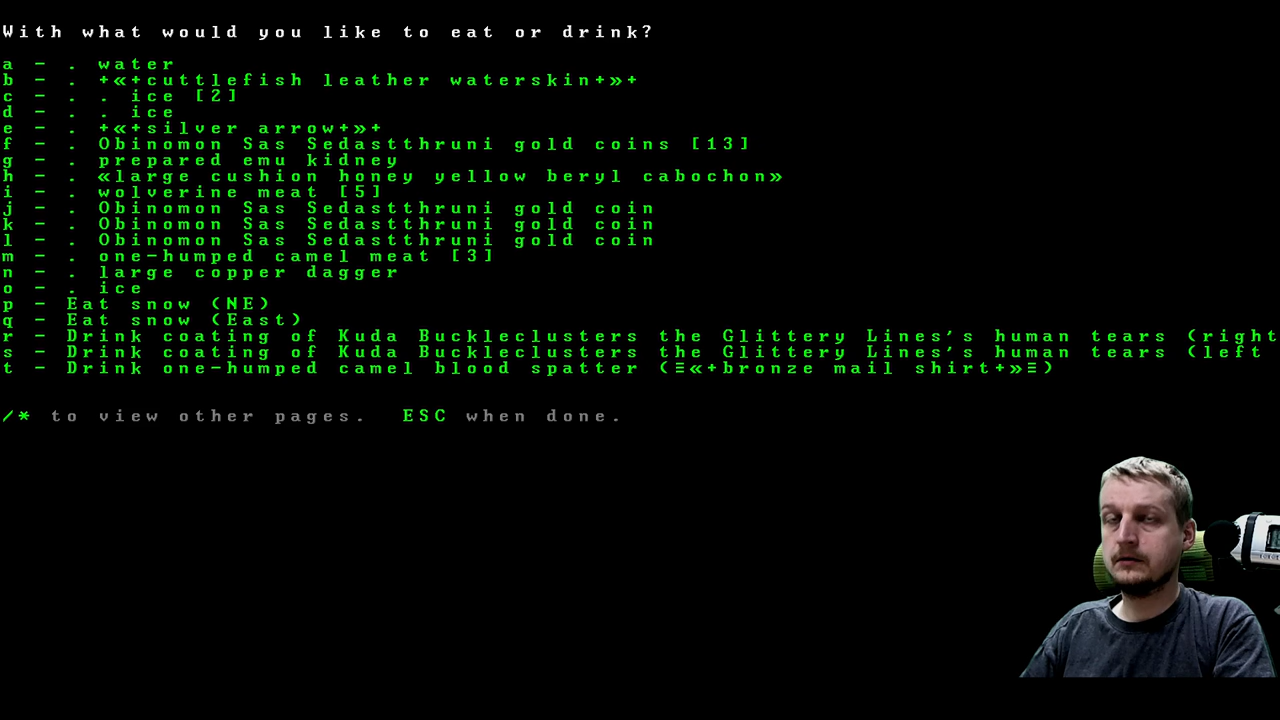 With what would you like to eat or drink?
a - . water
b - . +«+cuttlefish leather waterskin+»+
c - . . ice [2]
d - . . ice
e - . +«+silver arrow+»+
f - . Obinomon Sas Sedastthruni gold coins [13]
g - . prepared emu kidney
h - . «large cushion honey yellow beryl cabochon»
i - . wolverine meat [5]
j - . Obinomon Sas Sedastthruni gold coin
k - . Obinomon Sas Sedastthruni gold coin
l - . Obinomon Sas Sedastthruni gold coin
m - . one-humped camel meat [3]
n - . large copper dagger
o - . ice
p - Eat snow (NE)
q - Eat snow (East)
r - Drink coating of Kuda Buckleclusters the Glittery Lines's human tears (right
s - Drink coating of Kuda Buckleclusters the Glittery Lines's human tears (left
t - Drink one-humped camel blood spatter (≡«+bronze mail shirt+»≡)
/* to view other pages. ESC when done.